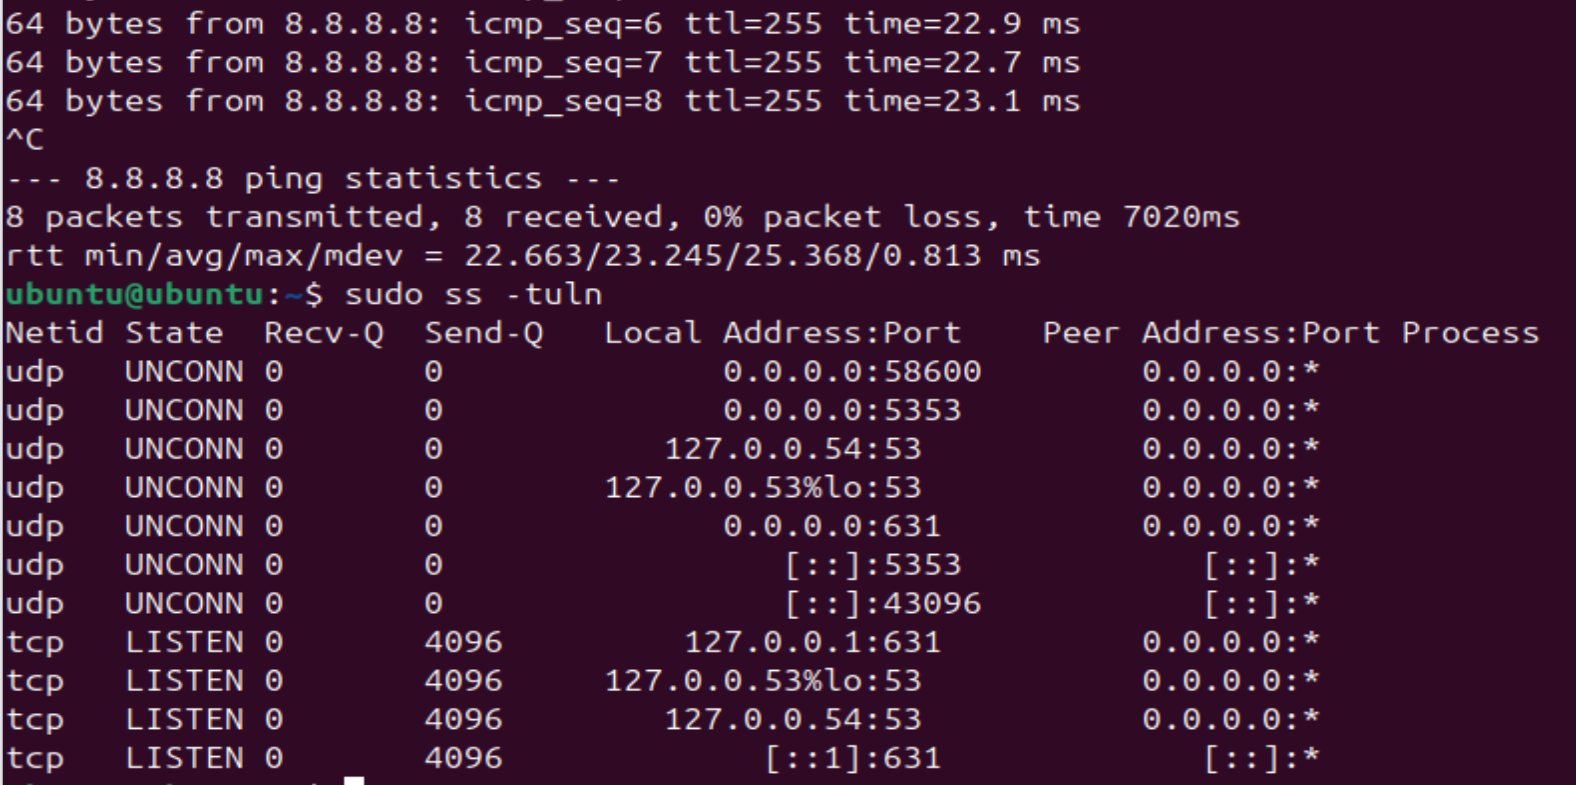 64 bytes from 8.8.8.8: icmp_seq=6 ttl=255 time=22.9 ms
64 bytes from 8.8.8.8: icmp_seq=7 ttl=255 time=22.7 ms
64 bytes from 8.8.8.8: icmp_seq=8 ttl=255 time=23.1 ms
^C
--- 8.8.8.8 ping statistics ---
8 packets transmitted, 8 received, 0% packet loss, time 7020ms
rtt min/avg/max/mdev = 22.663/23.245/25.368/0.813 ms
ubuntu@ubuntu:~$ sudo ss -tuln
Netid State  Recv-Q  Send-Q   Local Address:Port    Peer Address:Port Process
udp   UNCONN 0       0              0.0.0.0:58600        0.0.0.0:*
udp   UNCONN 0       0              0.0.0.0:5353         0.0.0.0:*
udp   UNCONN 0       0           127.0.0.54:53           0.0.0.0:*
udp   UNCONN 0       0        127.0.0.53%lo:53           0.0.0.0:*
udp   UNCONN 0       0              0.0.0.0:631          0.0.0.0:*
udp   UNCONN 0       0                 [::]:5353            [::]:*
udp   UNCONN 0       0                 [::]:43096           [::]:*
tcp   LISTEN 0       4096         127.0.0.1:631          0.0.0.0:*
tcp   LISTEN 0       4096     127.0.0.53%lo:53           0.0.0.0:*
tcp   LISTEN 0       4096        127.0.0.54:53           0.0.0.0:*
tcp   LISTEN 0       4096             [::1]:631             [::]:*